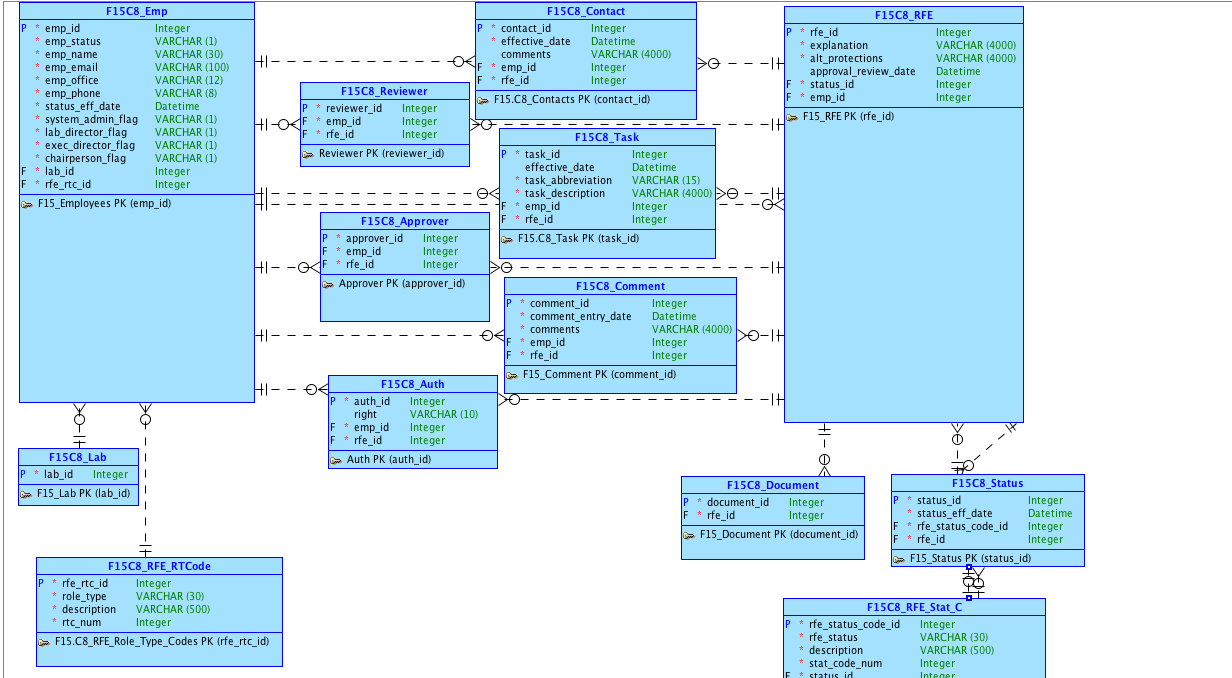 F15C8_Emp
P * emp_id Integer
* emp_status VARCHAR (1)
* emp_name VARCHAR (30)
* emp_email VARCHAR (100)
* emp_office VARCHAR (12)
* emp_phone VARCHAR (8)
* status_eff_date Datetime
* system_admin_flag VARCHAR (1)
* lab_director_flag VARCHAR (1)
* exec_director_flag VARCHAR (1)
* chairperson_flag VARCHAR (1)
F * lab_id Integer
F * rfe_rtc_id Integer
F15_Employees PK (emp_id)
F15C8_Contact
P * contact_id Integer
* effective_date Datetime
comments VARCHAR (4000)
F * emp_id Integer
F * rfe_id Integer
F15.C8_Contacts PK (contact_id)
F15C8_RFE
P * rfe_id Integer
* explanation VARCHAR (4000)
* alt_protections VARCHAR (4000)
approval_review_date Datetime
F * status_id Integer
F * emp_id Integer
F15_RFE PK (rfe_id)
F15C8_Reviewer
P * reviewer_id Integer
F * emp_id Integer
F * rfe_id Integer
Reviewer PK (reviewer_id)
F15C8_Task
P * task_id Integer
effective_date Datetime
* task_abbreviation VARCHAR (15)
* task_description VARCHAR (4000)
F * emp_id Integer
F * rfe_id Integer
F15.C8_Task PK (task_id)
F15C8_Approver
P * approver_id Integer
F * emp_id Integer
F * rfe_id Integer
Approver PK (approver_id)
F15C8_Comment
P * comment_id Integer
* comment_entry_date Datetime
* comments VARCHAR (4000)
F * emp_id Integer
F * rfe_id Integer
F15_Comment PK (comment_id)
F15C8_Auth
P * auth_id Integer
right VARCHAR (10)
F * emp_id Integer
F * rfe_id Integer
Auth PK (auth_id)
F15C8_Lab
P * lab_id Integer
F15_Lab PK (lab_id)
F15C8_Document
P * document_id Integer
F * rfe_id Integer
F15_Document PK (document_id)
F15C8_Status
P * status_id Integer
* status_eff_date Datetime
F * rfe_status_code_id Integer
F * rfe_id Integer
F15_Status PK (status_id)
F15C8_RFE_RTCode
P * rfe_rtc_id Integer
* role_type VARCHAR (30)
* description VARCHAR (500)
* rtc_num Integer
F15.C8_RFE_Role_Type_Codes PK (rfe_rtc_id)
F15C8_RFE_Stat_C
P * rfe_status_code_id Integer
* rfe_status VARCHAR (30)
* description VARCHAR (500)
* stat_code_num Integer
F * status_id Integer